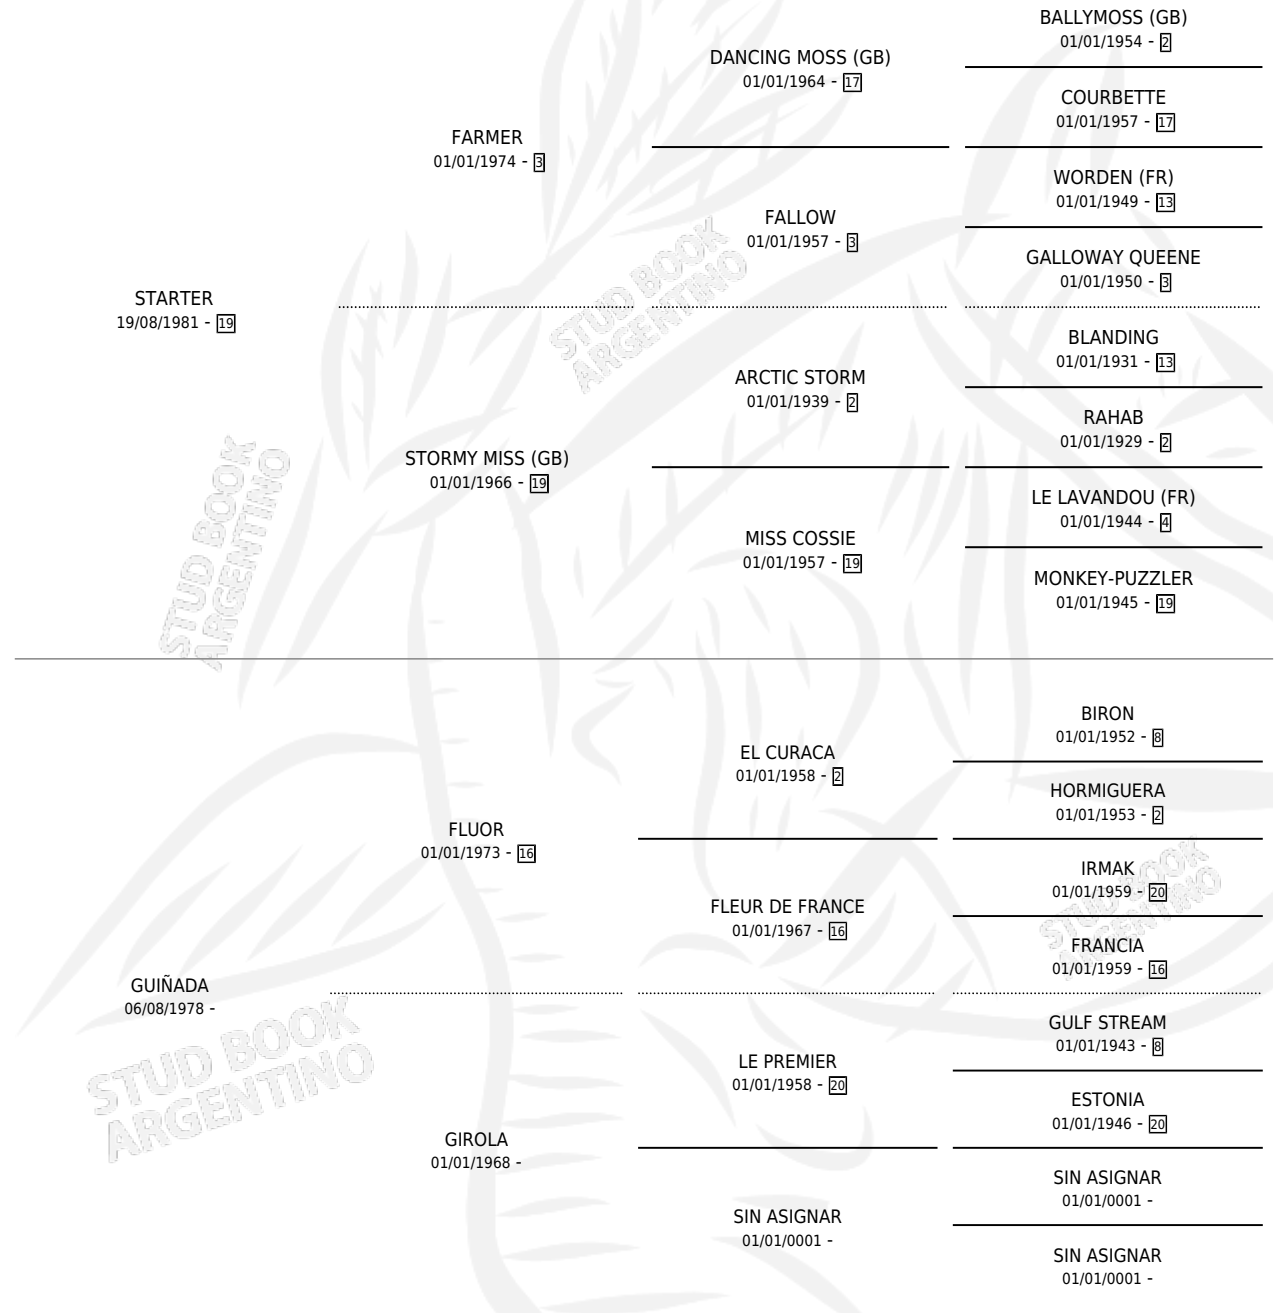 BALLYMOSS (GB)
01/01/1954 - 2
DANCING MOSS (GB)
01/01/1964 - 17
COURBETTE
01/01/1957 - 17
FARMER
01/01/1974 - 3
WORDEN (FR)
01/01/1949 - 13
FALLOW
01/01/1957 - 3
GALLOWAY QUEENE
01/01/1950 - 3
STARTER
19/08/1981 - 19
BLANDING
01/01/1931 - 13
ARCTIC STORM
01/01/1939 - 2
RAHAB
01/01/1929 - 2
STORMY MISS (GB)
01/01/1966 - 19
LE LAVANDOU (FR)
01/01/1944 - 4
MISS COSSIE
01/01/1957 - 19
MONKEY-PUZZLER
01/01/1945 - 19
STUD BOOK
ARGENTINO
STUD BOOK
ARGENTINO
BIRON
01/01/1952 - 8
EL CURACA
01/01/1958 - 2
HORMIGUERA
01/01/1953 - 2
FLUOR
01/01/1973 - 16
IRMAK
01/01/1959 - 20
FLEUR DE FRANCE
01/01/1967 - 16
FRANCIA
01/01/1959 - 16
GUIÑADA
06/08/1978 -
GULF STREAM
01/01/1943 - 8
LE PREMIER
01/01/1958 - 20
ESTONIA
01/01/1946 - 20
GIROLA
01/01/1968 -
SIN ASIGNAR
01/01/0001 -
SIN ASIGNAR
01/01/0001 -
SIN ASIGNAR
01/01/0001 -
STUD BOOK
ARGENTINO
STUD BOOK
ARGENTINO